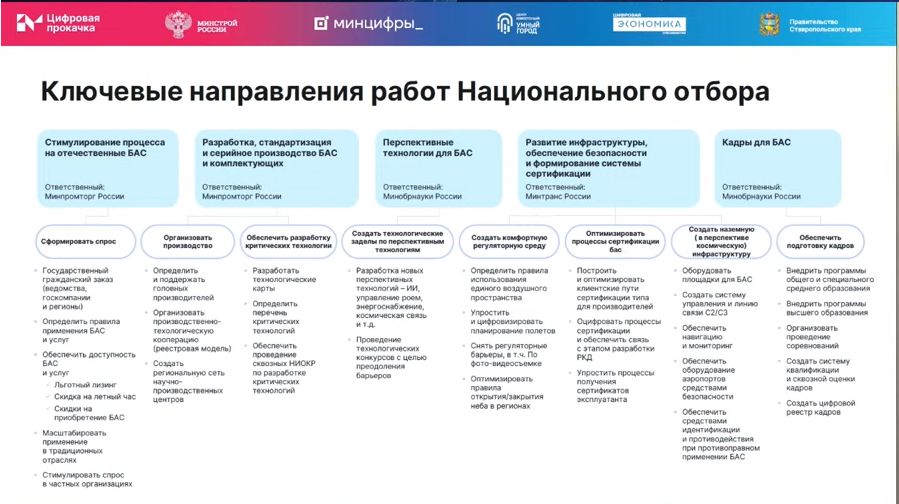 Цифровая
прокачка
МИНСТРОЙ
РОССИИ
минцифры_
УМНЫЙ
ГОРОД
ЦИФРОВАЯ
ЭКОНОМИКА
Правительство
Ставропольского края
Ключевые направления работ Национального отбора
Стимулирование процесса
на отечественные БАС
Ответственный:
Минпромторг России
Разработка, стандартизация
и серийное производство БАС
и комплектующих
Ответственный:
Минпромторг России
Перспективные
технологии для БАС
Ответственный:
Минобрнауки России
Развитие инфраструктуры,
обеспечение безопасности
и формирование системы
сертификации
Ответственный:
Минтранс России
Кадры для БАС
Ответственный:
Минобрнауки России
Сформировать спрос
Государственный
гражданский заказ
(ведомства,
госкомпании
и регионы)
Определить правила
применения БАС
и услуг
Обеспечить доступность
БАС
и услуг
Льготный лизинг
Скидка на летный час
Скидки на
приобретение БАС
Масштабировать
применение
в традиционных
отраслях
Стимулировать спрос
в частных организациях
Организовать
производство
Определить
и поддержать
головных
производителей
Организовать
производственно-
техологическую
кооперацию
(реестровая модель)
Создать
региональную сеть
научно-
производственных
центров
Обеспечить разработку
критических технологии
Разработать
технологические
карты
Определить
перечень
критических
технологий
Обеспечить
проведение
сквозных НИОКР
по разработке
критических
технологий
Создать технологические
заделы по перспективным
технологиям
Разработка новых
перспективных
технологий – ИИ,
управление роем,
энергоснабжение,
космическая связь
и т.д.
Проведение
технологических
конкурсов с целью
преодоления
барьеров
Создать комфортную
регуляторную среду
Определить правила
использования
единого воздушного
пространства
Упростить
и цифровизировать
планирование полетов
Снять регуляторные
барьеры, в т.ч. По
фото-видеосъемке
Оптимизировать
правила
открытия/закрытия
неба в регионах
Оптимизировать
процессы сертификации
бас
Построить
и оптимизировать
клиентские пути
сертификации типа
для производителей
Оцифровать процессы
сертификации
и обеспечить связь
с этапом разработки
РКД
Упростить процессы
получения
сертификатов
эксплуатанта
Создать наземную
( в перспективе
космическую)
инфраструктуру
Оборудовать
площадки для БАС
Создать систему
управления и линию
связи С2/С3
Обеспечить
навигацию
и мониторинг
Обеспечить
оборудование
аэропортов
средствами
безопасности
Обеспечить
средствами
идентификации
и противодействия
при противоправном
применении БАС
Обеспечить
подготовку кадров
Внедрить программы
общего и специального
среднего образования
Внедрить программы
высшего образования
Организовать
проведение
соревнований
Создать систему
квалификации
и сквозной оценки
кадров
Создать цифровой
реестр кадров